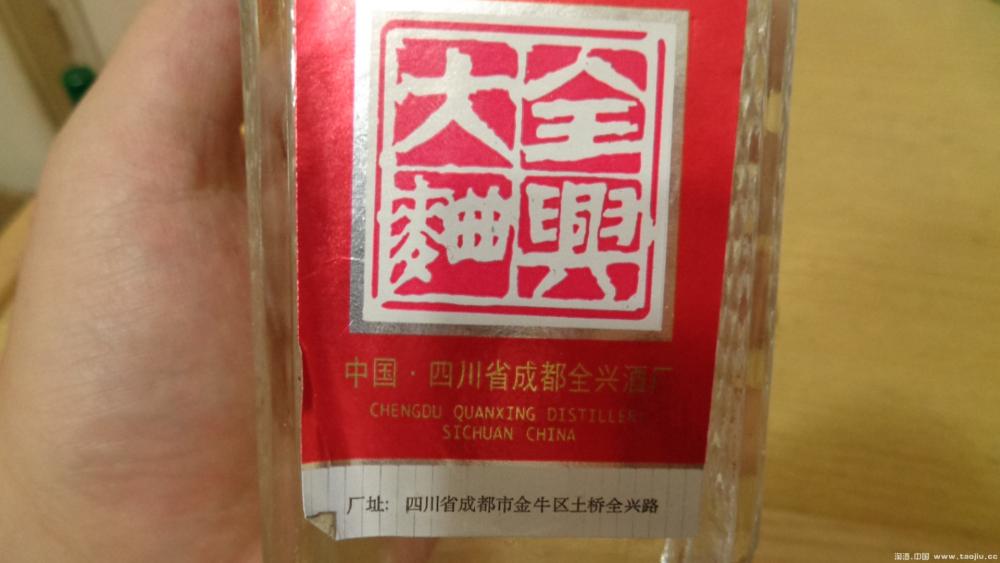 全興
大麯
中国·四川省成都全兴酒厂
CHENGDU QUANXING DISTILLERY
SICHUAN CHINA
厂址: 四川省成都市金牛区土桥全兴路
淘酒.中国 www.taojiu.cc